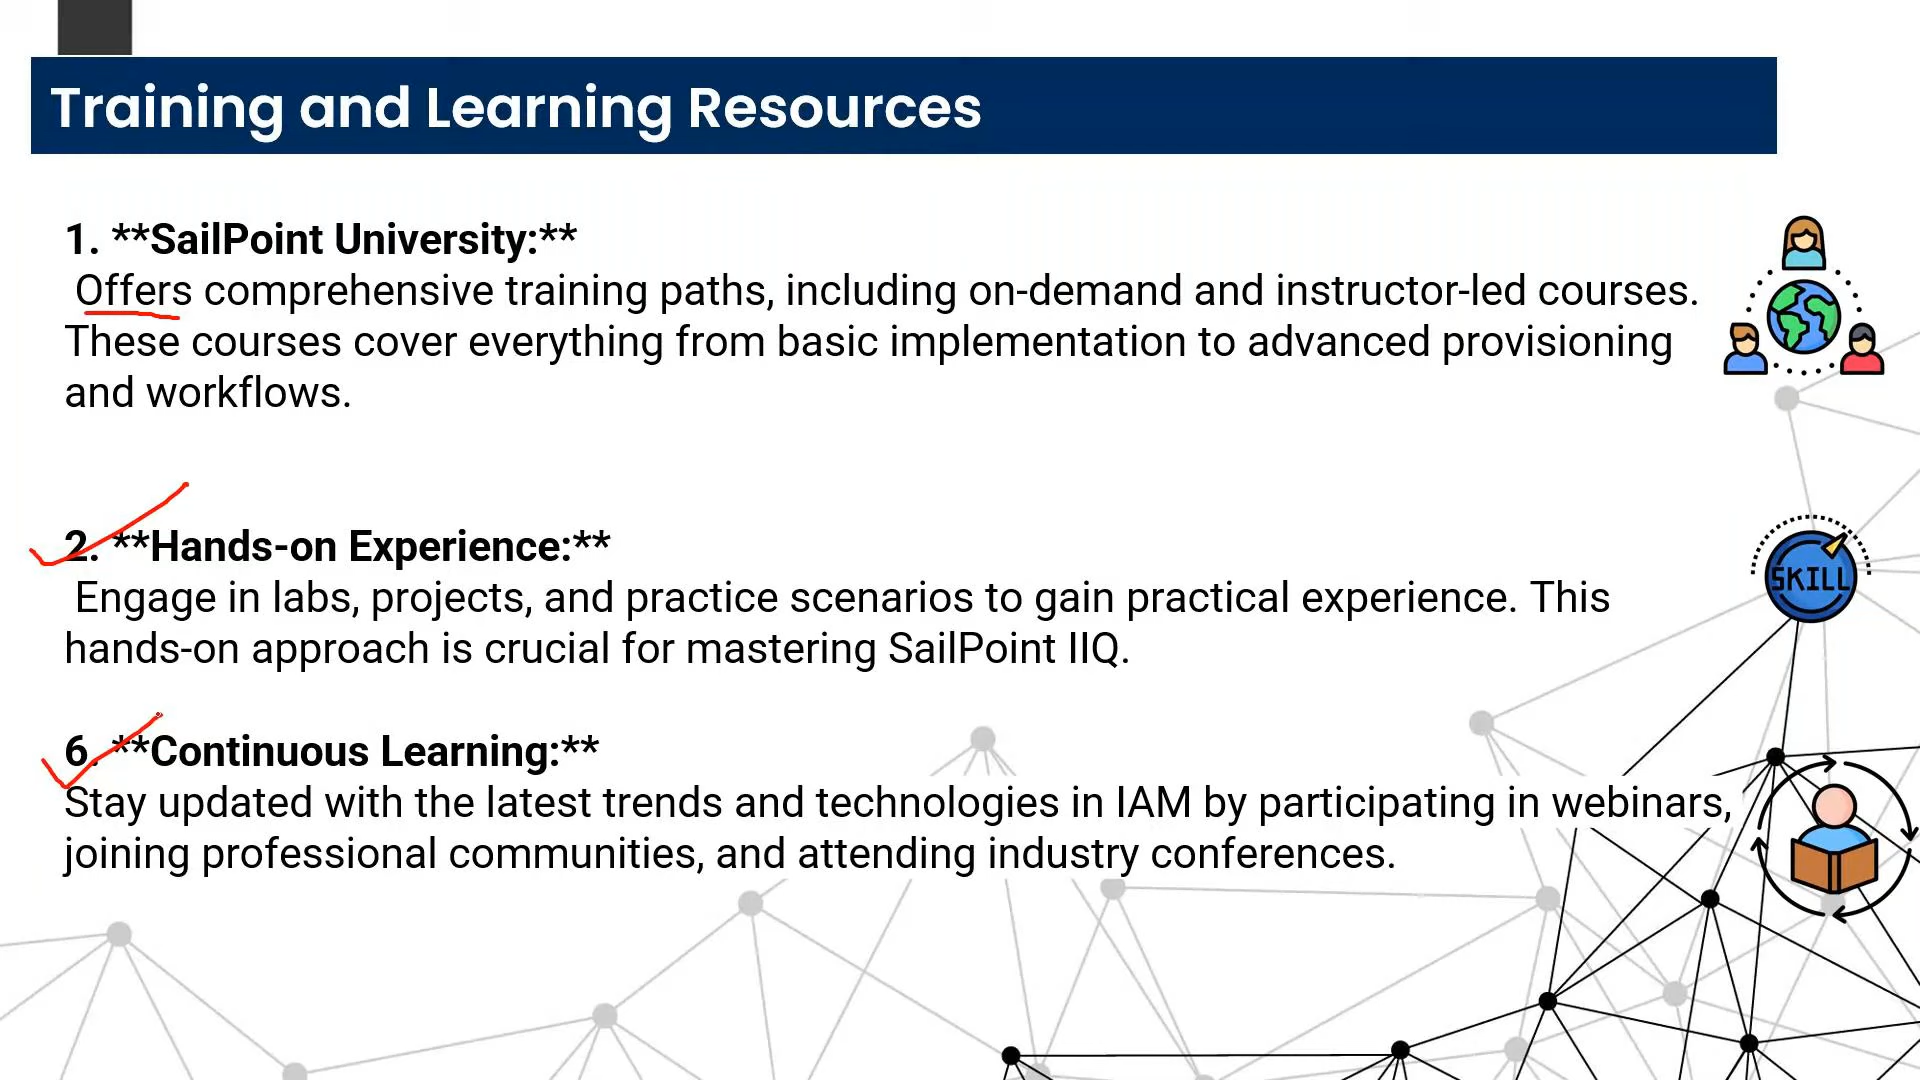 Training and Learning Resources
1. **SailPoint University:**
Offers comprehensive training paths, including on-demand and instructor-led courses.
These courses cover everything from basic implementation to advanced provisioning
and workflows.
2. **Hands-on Experience:**
Engage in labs, projects, and practice scenarios to gain practical experience. This
hands-on approach is crucial for mastering SailPoint IIQ.
SKILL
6. **Continuous Learning:**
Stay updated with the latest trends and technologies in IAM by participating in webinars,
joining professional communities, and attending industry conferences.